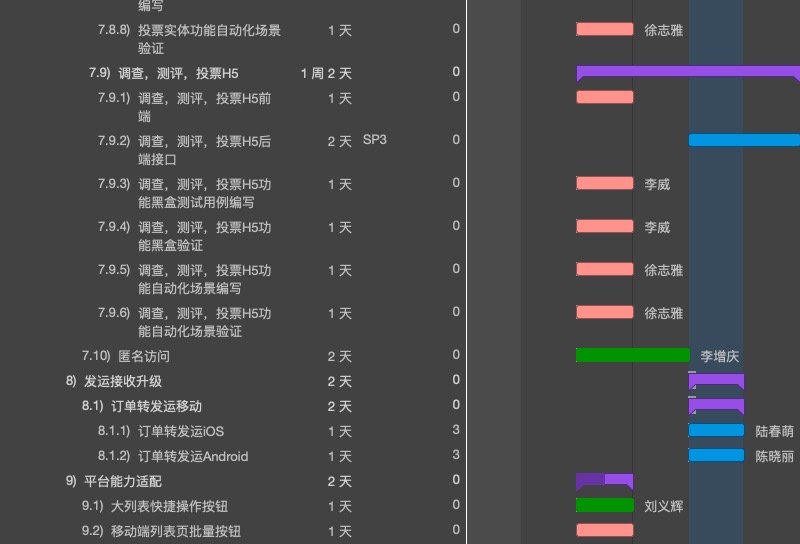 编写
7.8.8) 投票实体功能自动化场景 1 天 0 徐志雅
验证
7.9) 调查，测评，投票H5 1 周 2 天 0
7.9.1) 调查，测评，投票H5前 1 天 0
端
7.9.2) 调查，测评，投票H5后 2 天 SP3 0
端接口
7.9.3) 调查，测评，投票H5功 1 天 0 李威
能黑盒测试用例编写
7.9.4) 调查，测评，投票H5功 1 天 0 李威
能黑盒验证
7.9.5) 调查，测评，投票H5功 1 天 0 徐志雅
能自动化场景编写
7.9.6) 调查，测评，投票H5功 1 天 0 徐志雅
能自动化场景验证
7.10) 匿名访问 2 天 0 李增庆
8) 发运接收升级 2 天 0
8.1) 订单转发运移动 2 天 0
8.1.1) 订单转发运iOS 1 天 3 陆春萌
8.1.2) 订单转发运Android 1 天 3 陈晓丽
9) 平台能力适配 2 天 0
9.1) 大列表快捷操作按钮 1 天 0 刘义辉
9.2) 移动端列表页批量按钮 1 天 0